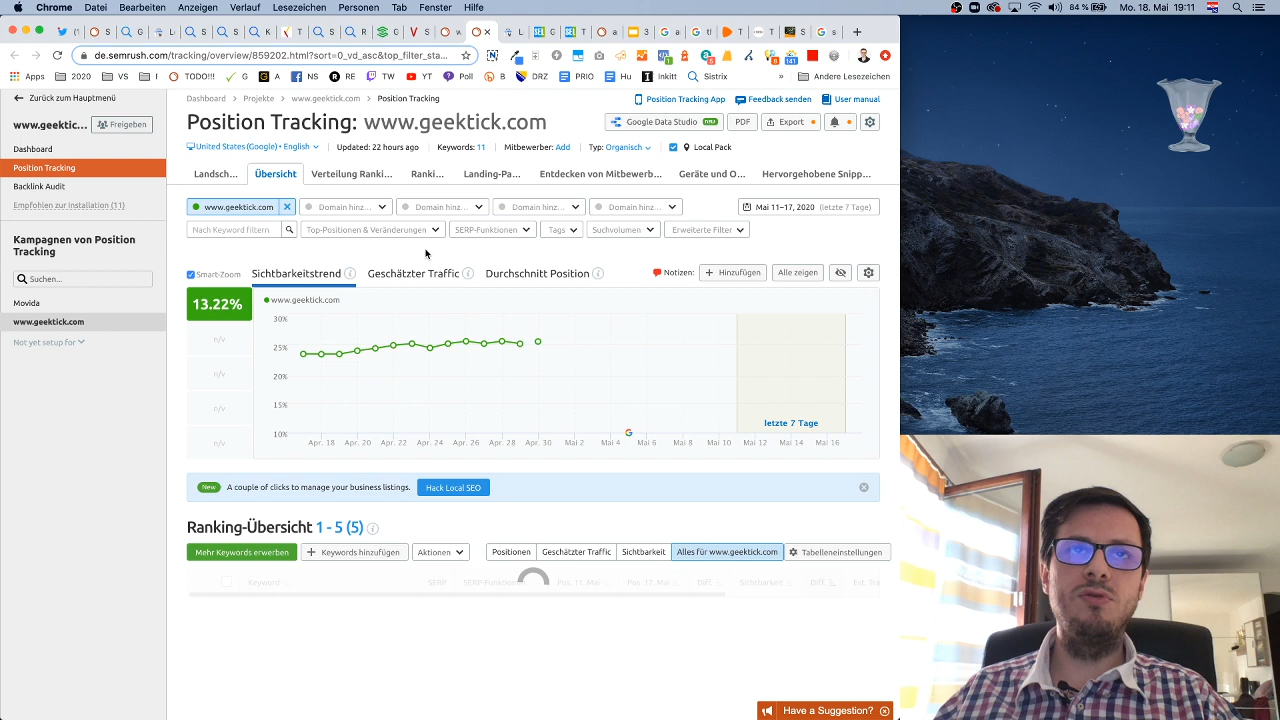 Chrome Datei Bearbeiten Anzeigen Verlauf Lesezeichen Personen Tab Fenster Hilfe 84 % Mo. 18. Mai 19:11
de.semrush.com/tracking/overview/859202.html?sort=0_vd_asc&top_filter_sta...
Apps 2020 VS I TODO!!! G A NS RE TW YT Poll B DRZ PRIO Hu Inkitt Sistrix » Andere Lesezeichen
Zurück zum Hauptmenü
Dashboard > Projekte > www.geektick.com > Position Tracking
Position Tracking App Feedback senden User manual
www.geektic... Freigeben
Position Tracking: www.geektick.com
Google Data Studio NEU PDF Export
United States (Google) • English Updated: 22 hours ago Keywords: 11 Mitbewerber: Add Typ: Organisch Local Pack
Dashboard
Position Tracking
Backlink Audit
Empfohlen zur Installation (11)
Landsch... Übersicht Verteilung Ranki... Ranki... Landing-Pa... Entdecken von Mitbewerb... Geräte und O... Hervorgehobene Snipp...
www.geektick.com × Domain hinz... Domain hinz... Domain hinz... Domain hinz... Mai 11–17, 2020 (letzte 7 Tage)
Nach Keyword filtern Top-Positionen & Veränderungen SERP-Funktionen Tags Suchvolumen Erweiterte Filter
Kampagnen von Position
Tracking
Suchen...
Movida
www.geektick.com
Not yet setup for
Smart-Zoom Sichtbarkeitstrend Geschätzter Traffic Durchschnitt Position Notizen: Hinzufügen Alle zeigen
13.22%
n/v
n/v
n/v
n/v
www.geektick.com
30%
25%
20%
15%
10%
letzte 7 Tage
Apr. 18 Apr. 20 Apr. 22 Apr. 24 Apr. 26 Apr. 28 Apr. 30 Mai 2 Mai 4 Mai 6 Mai 8 Mai 10 Mai 12 Mai 14 Mai 16
New A couple of clicks to manage your business listings. Hack Local SEO
Ranking-Übersicht 1 - 5 (5)
Mehr Keywords erwerben Keywords hinzufügen Aktionen Positionen Geschätzter Traffic Sichtbarkeit Alles für www.geektick.com Tabelleneinstellungen
Keyword SERP SERP-Funktionen Pos. 11. Mai Pos. 17. Mai Diff. Sichtbarkeit Diff. Est. Tra
Have a Suggestion?